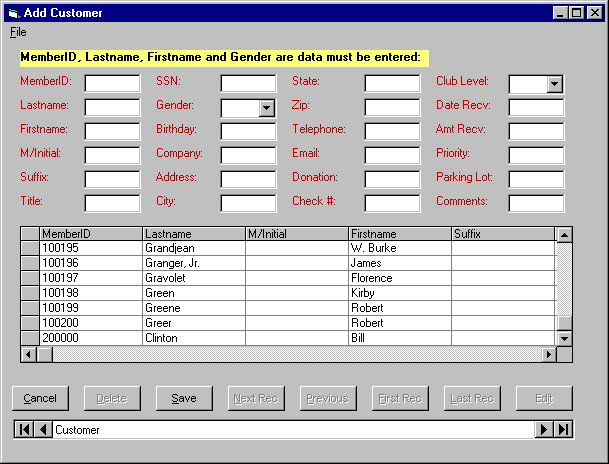 Add Customer
File
MemberID, Lastname, Firstname and Gender are data must be entered:
MemberID: SSN: State: Club Level:
Lastname: Gender: Zip: Date Recv:
Firstname: Birthday: Telephone: Amt Recv:
M/Initial: Company: Email: Priority:
Suffix: Address: Donation: Parking Lot:
Title: City: Check #: Comments:
MemberID Lastname M/Initial Firstname Suffix
100195 Grandjean W. Burke
100196 Granger, Jr. James
100197 Gravolet Florence
100198 Green Kirby
100199 Greene Robert
100200 Greer Robert
200000 Clinton Bill
Cancel Delete Save Next Rec Previous First Rec Last Rec Edit
Customer